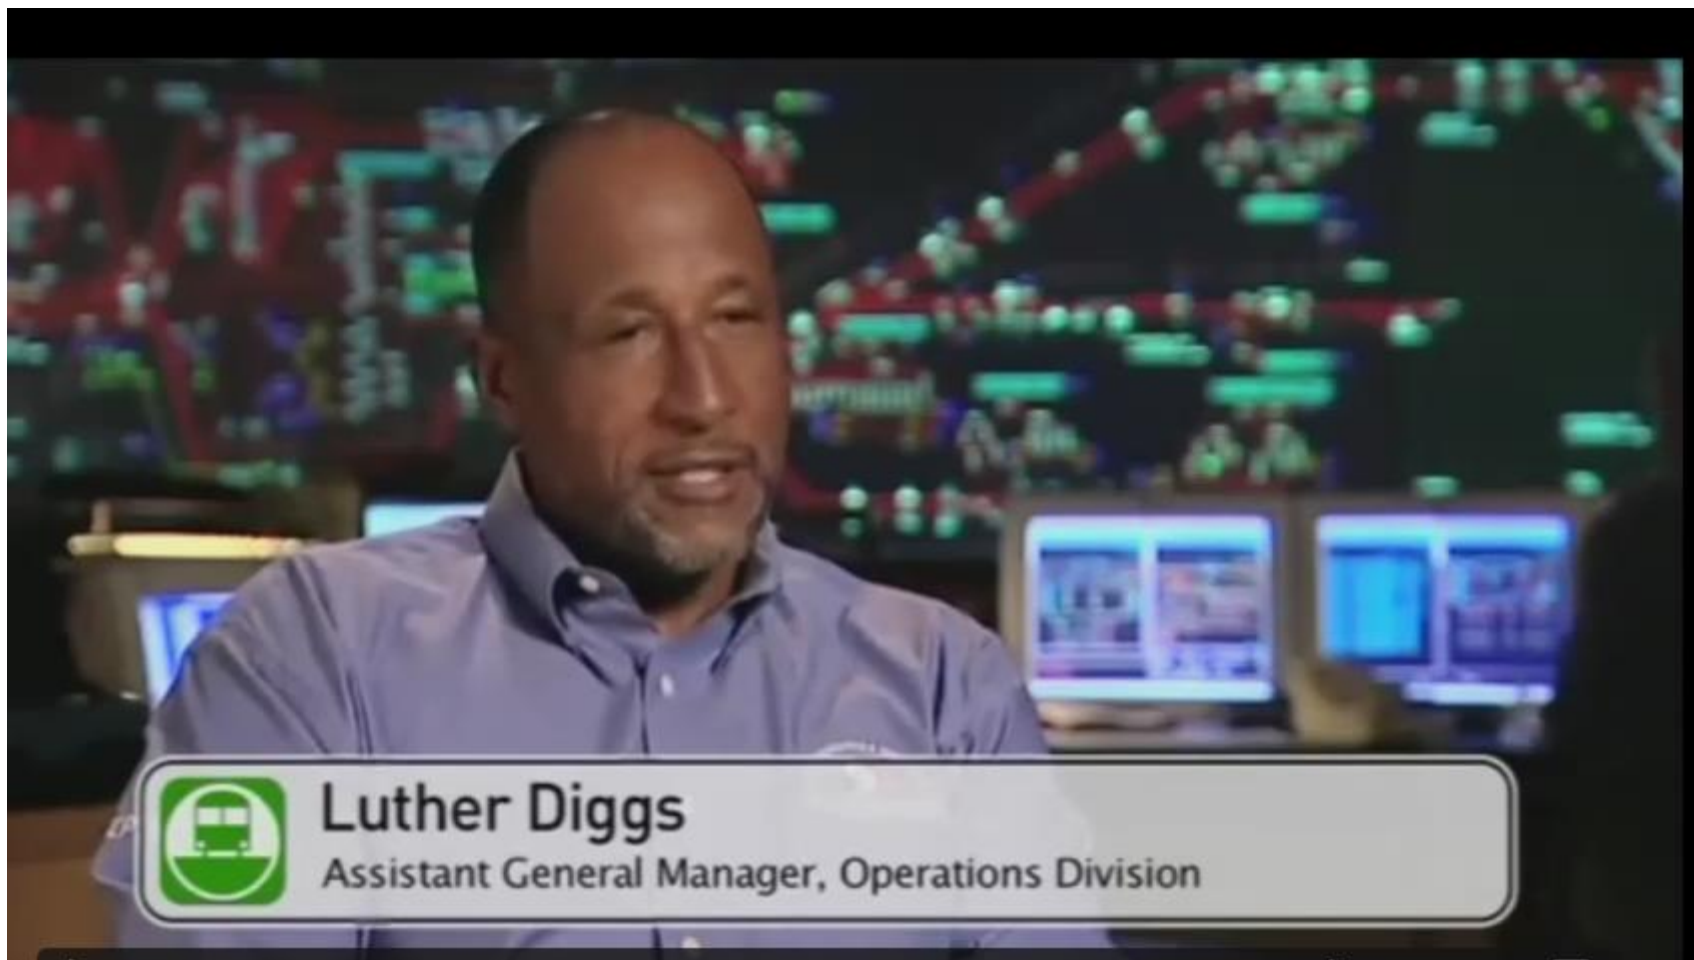 Luther Diggs
Assistant General Manager, Operations Division